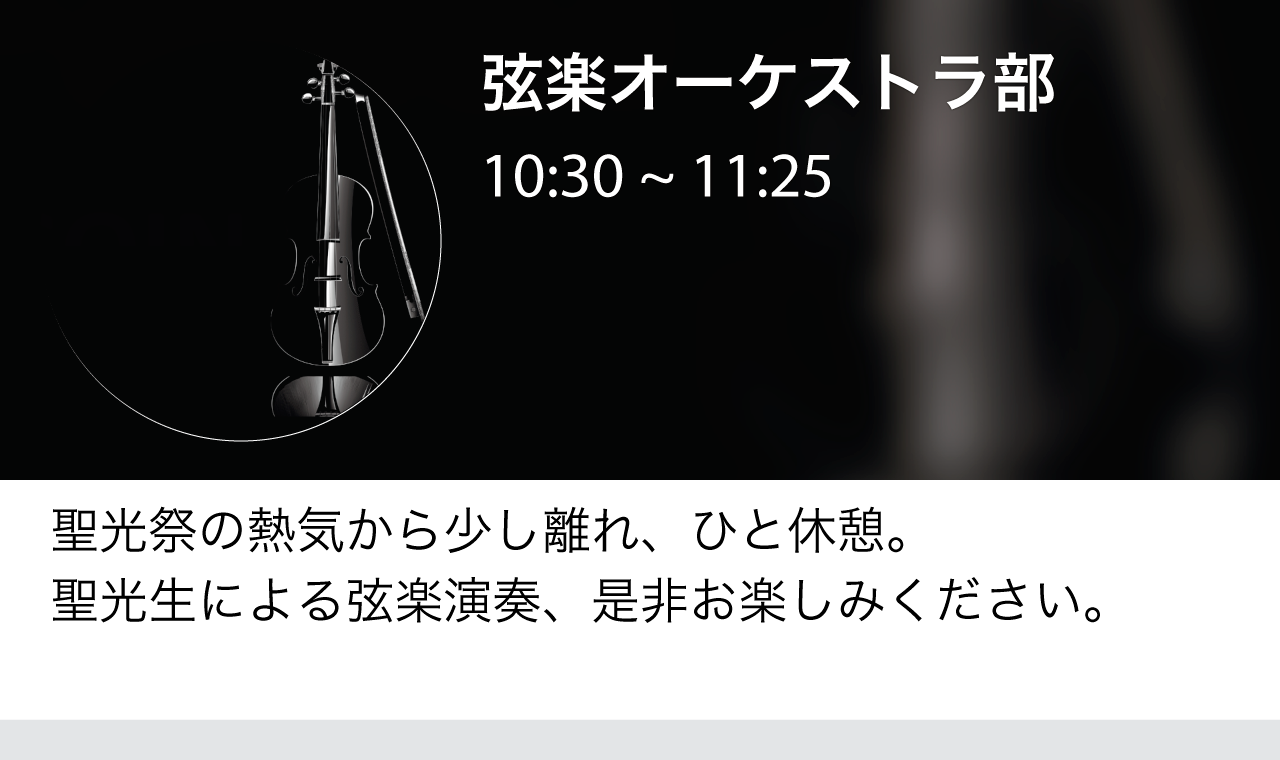 弦楽オーケストラ部
10:30 ~ 11:25
聖光祭の熱気から少し離れ、ひと休憩。
聖光生による弦楽演奏、是非お楽しみください。